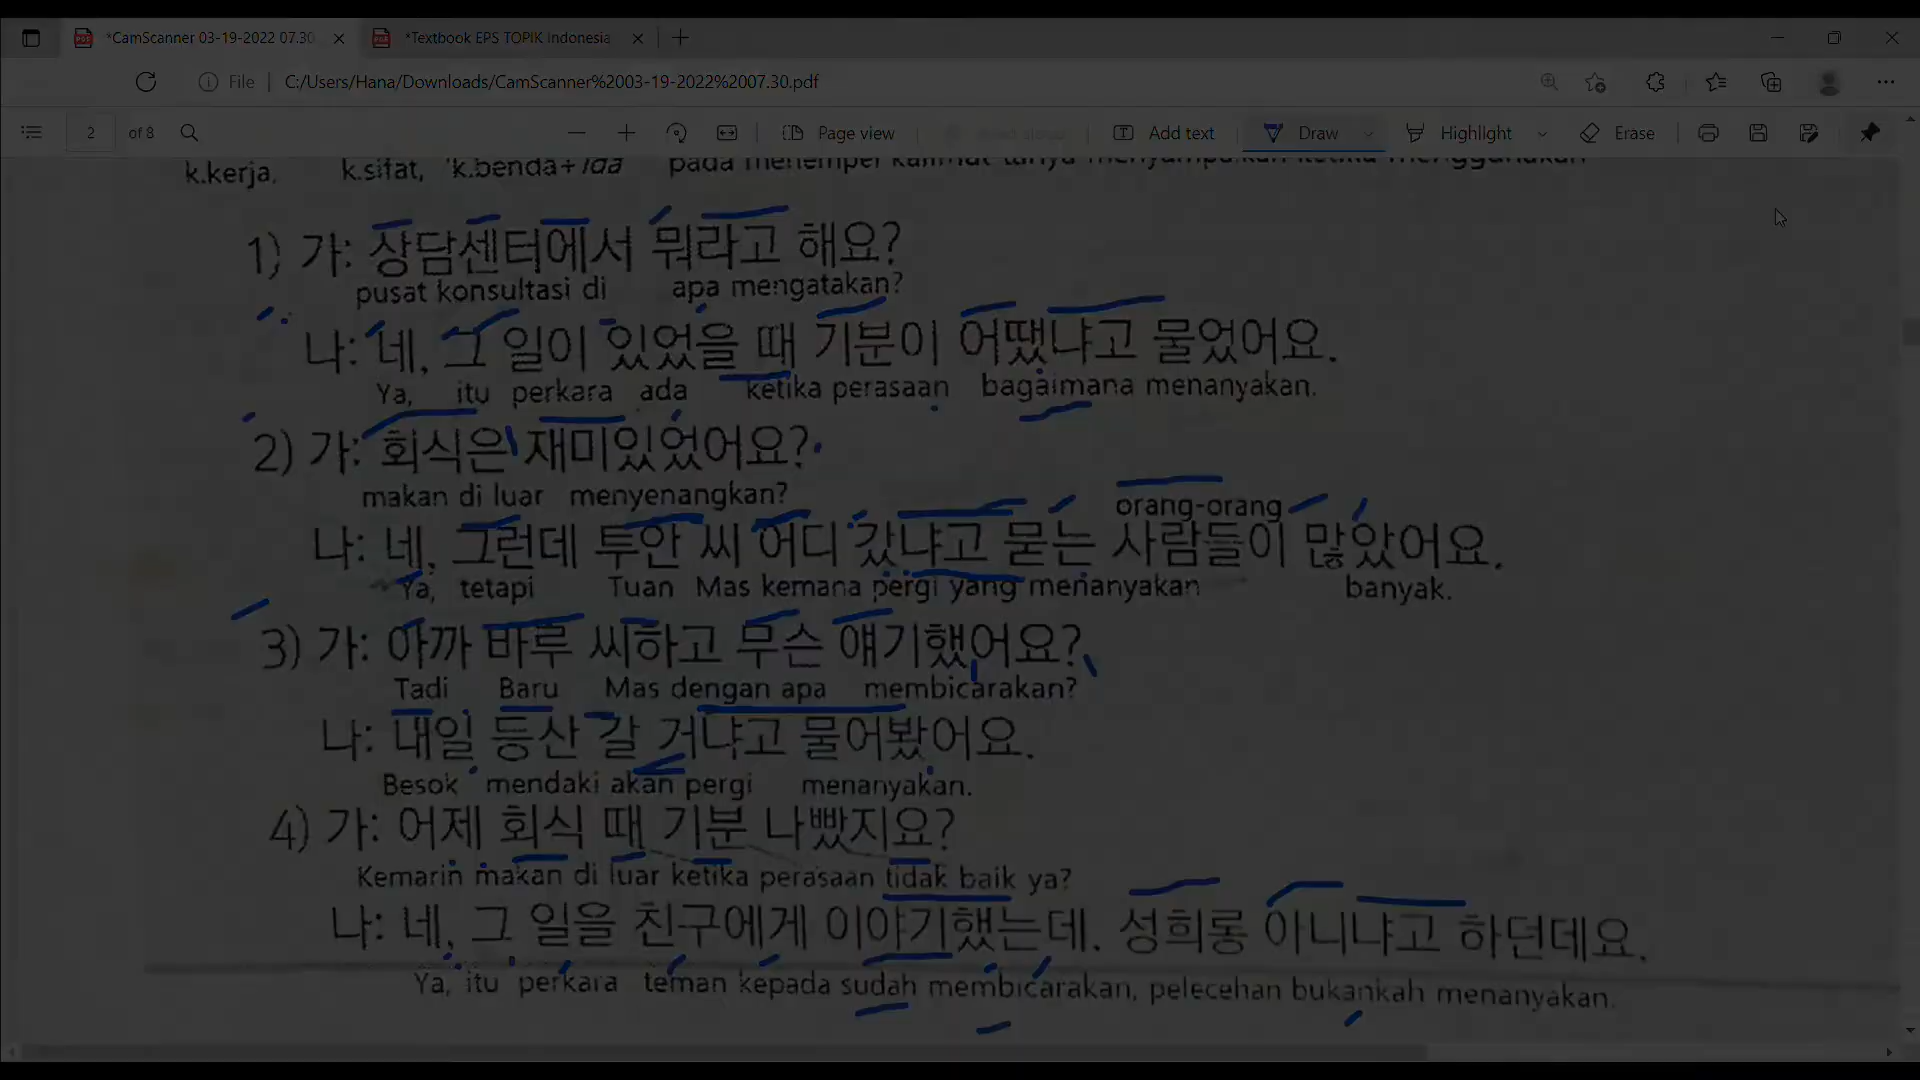 *CamScanner 03-19-2022 07.30
*Textbook EPS TOPIK Indonesia
File
C:/Users/Hana/Downloads/CamScanner%2003-19-2022%2007.30.pdf
2 of 8
Page view
Add text
Draw
Highlight
Erase
k.kerja, k.sifat, k.benda+ida pada menempel kalimat tanya
1) 가: 상담센터에서 뭐라고 해요?
pusat konsultasi di apa mengatakan?
나: 네, 그 일이 있었을 때 기분이 어땠냐고 물었어요.
Ya, itu perkara ada ketika perasaan bagaimana menanyakan.
2) 가: 회식은 재미있었어요?
makan di luar menyenangkan?
orang-orang
나: 네, 그런데 투안 씨 어디 갔냐고 묻는 사람들이 많았어요.
Ya, tetapi Tuan Mas kemana pergi yang menanyakan banyak.
3) 가: 아까 바루 씨하고 무슨 얘기했어요?
Tadi Baru Mas dengan apa membicarakan?
나: 내일 등산 갈 거냐고 물어봤어요.
Besok mendaki akan pergi menanyakan.
4) 가: 어제 회식 때 기분 나빴지요?
Kemarin makan di luar ketika perasaan tidak baik ya?
나: 네, 그 일을 친구에게 이야기했는데. 성희롱 아니냐고 하던데요.
Ya, itu perkara teman kepada sudah membicarakan, pelecehan bukankah menanyakan.